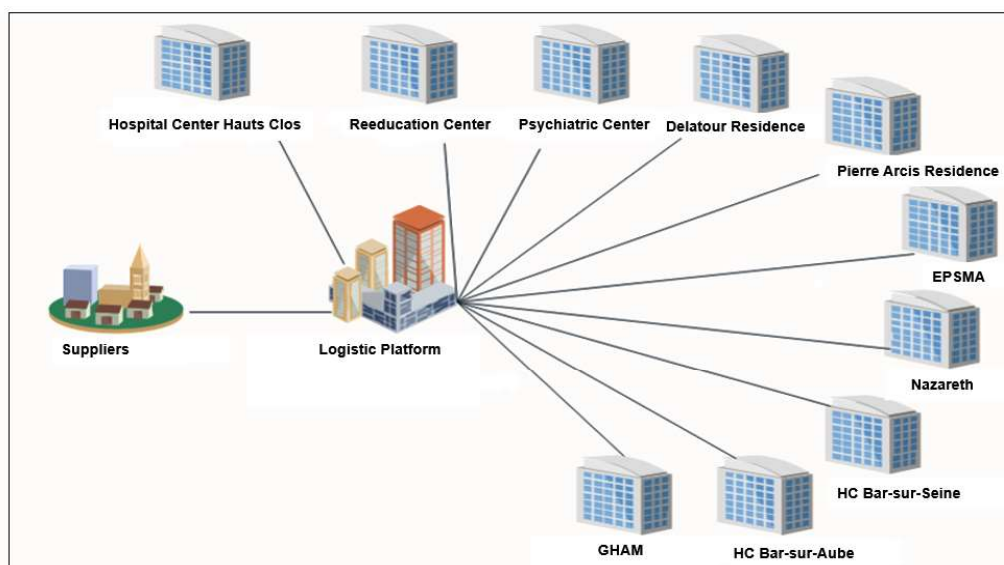 Hospital Center Hauts Clos
Reeducation Center
Psychiatric Center
Delatour Residence
Pierre Arcis Residence
EPSMA
Suppliers
Logistic Platform
Nazareth
HC Bar-sur-Seine
GHAM
HC Bar-sur-Aube